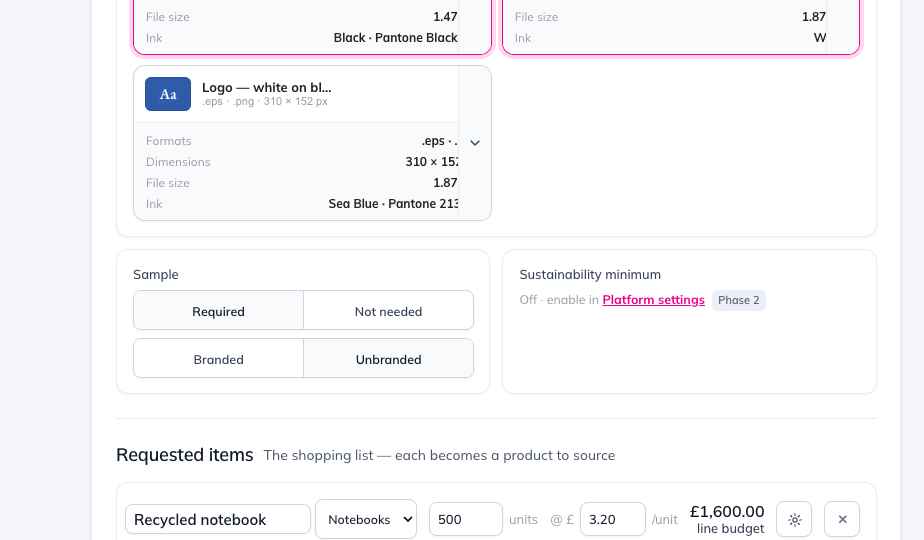 File size 1.47
Ink Black · Pantone Black
File size 1.87
Ink W
Aa
Logo — white on bl...
.eps · .png · 310 × 152 px
Formats .eps · .
Dimensions 310 × 152
File size 1.87
Ink Sea Blue · Pantone 213
Sample
Required Not needed
Branded Unbranded
Sustainability minimum
Off · enable in Platform settings Phase 2
Requested items The shopping list — each becomes a product to source
Recycled notebook Notebooks 500 units @ £ 3.20 /unit £1,600.00
line budget